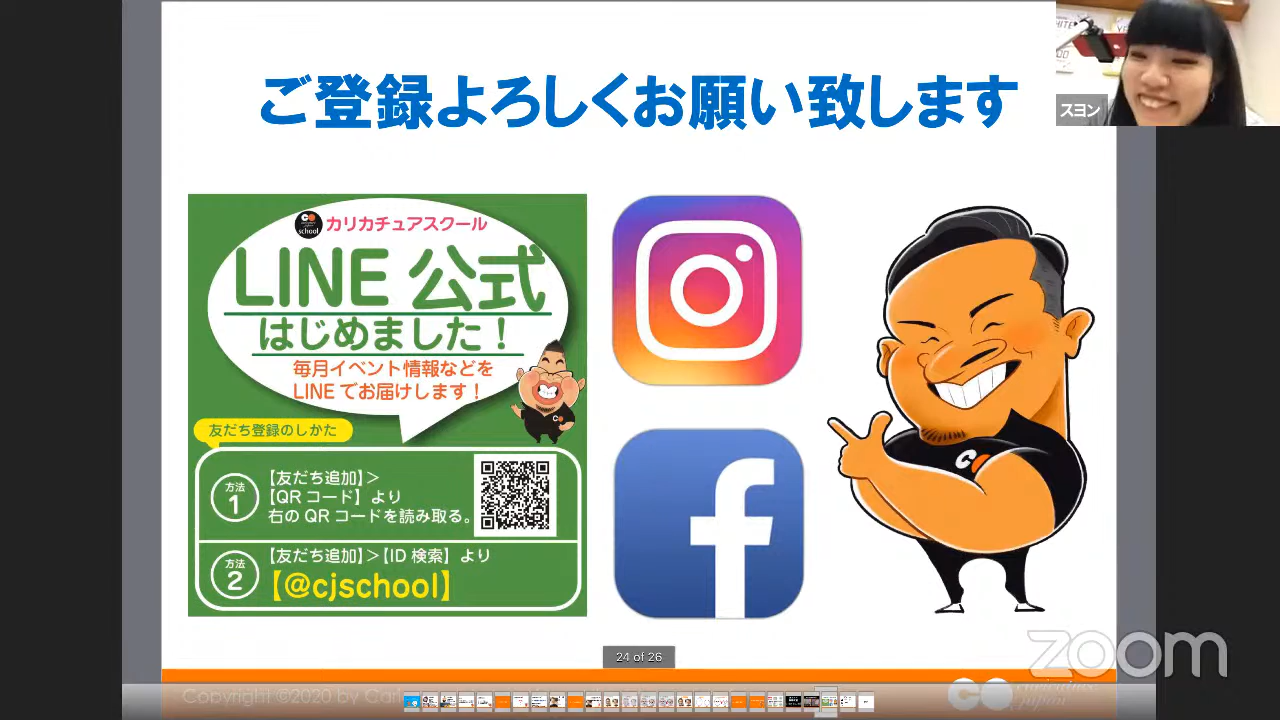 ご登録よろしくお願い致します
スヨン
school
カリカチュアスクール
LINE 公式
はじめました！
毎月イベント情報などを
LINE でお届けします！
友だち登録のしかた
方法
1
【友だち追加】>
【QR コード】より
右の QR コードを読み取る。
方法
2
【友だち追加】>【ID 検索】より
【@cjschool】
24 of 26
zoom
Copyright ©2020 by